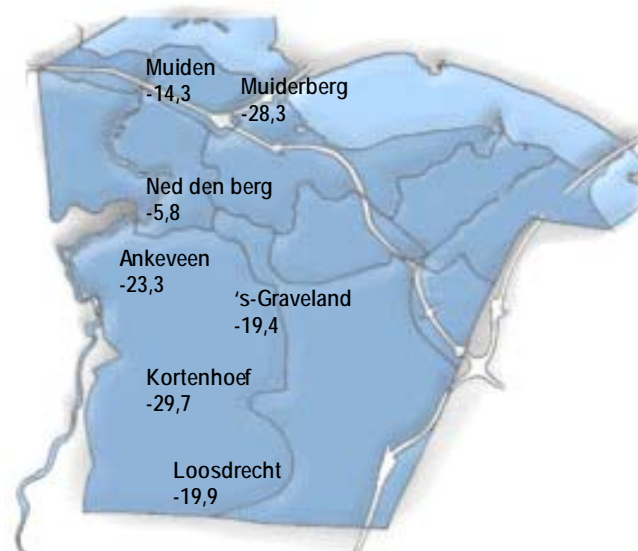 Muiden
-14,3
Muiderberg
-28,3
Ned den berg
-5,8
Ankeveen
-23,3
‘s-Graveland
-19,4
Kortenhoef
-29,7
Loosdrecht
-19,9